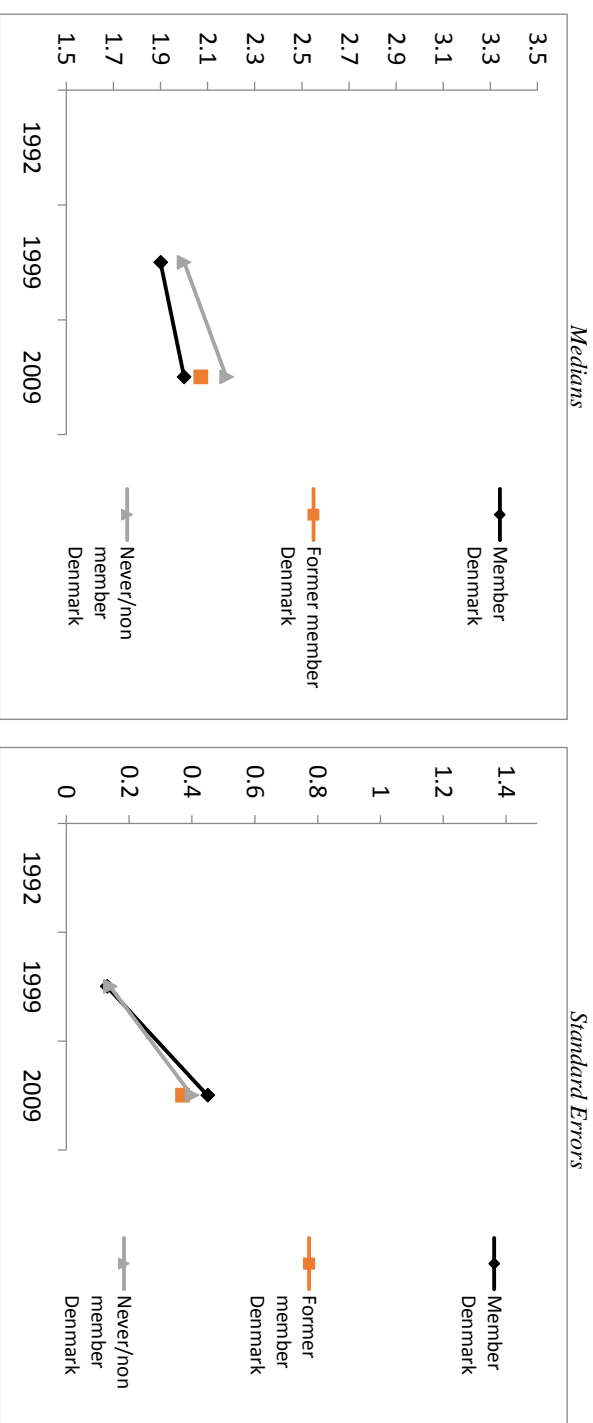 Medians
3.5
3.3
3.1
2.9
2.7
2.5
2.3
2.1
1.9
1.7
1.5
1992
1999
2009
Member
Denmark
Former member
Denmark
Never/non
member
Denmark
Standard Errors
1.4
1.2
1
0.8
0.6
0.4
0.2
0
1992
1999
2009
Member
Denmark
Former
member
Denmark
Never/non
member
Denmark